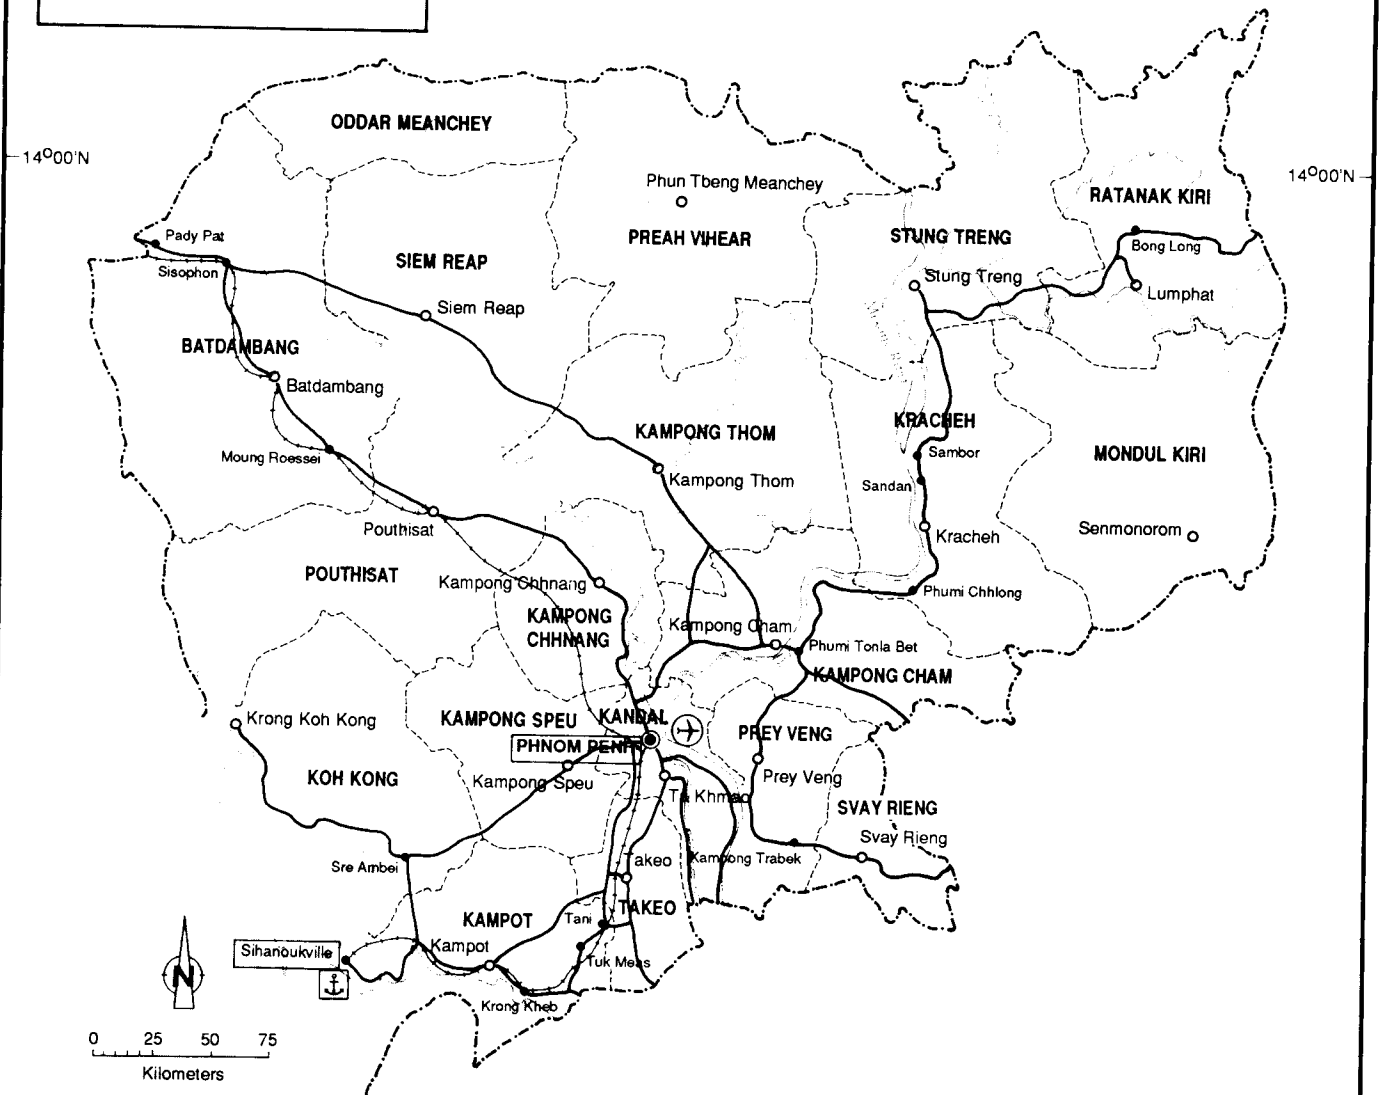 ODDAR MEANCHEY
14°00'N
14°00'N
Phun Tbeng Meanchey
RATANAK KIRI
Pady Pat
PREAH VIHEAR
STUNG TRENG
Bong Long
SIEM REAP
Sisophon
Stung Treng
Lumphat
Siem Reap
BATDAMBANG
Batdambang
KRACHEH
KAMPONG THOM
Sambor
MONDUL KIRI
Moung Roessei
Kampong Thom
Sandan
Pouthisat
Kracheh
Senmonorom
POUTHISAT
Kampong Chhnang
Phumi Chhlong
KAMPONG
CHHNANG
Kampong Cham
Phumi Tonla Bet
KAMPONG CHAM
Krong Koh Kong
KAMPONG SPEU
KANDAL
PREY VENG
PHNOM PENH
KOH KONG
Kampong Speu
Prey Veng
Ta Khmao
SVAY RIENG
Svay Rieng
Sre Ambei
Takeo
Kampong Trabek
KAMPOT
Tani
TAKEO
Sihanoukville
Kampot
Tuk Meas
Krong Kheb
N
0 25 50 75
Kilometers